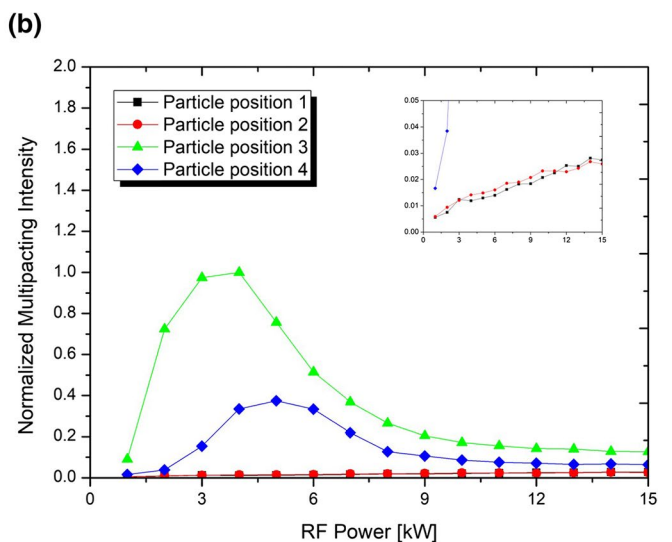 (b)
2.0
1.8
1.6
1.4
1.2
1.0
0.8
0.6
0.4
0.2
0.0
Normalized Multipacting Intensity
Particle position 1
Particle position 2
Particle position 3
Particle position 4
0.05
0.04
0.03
0.02
0.01
0.00
0 3 6 9 12 15
0 3 6 9 12 15
RF Power [kW]